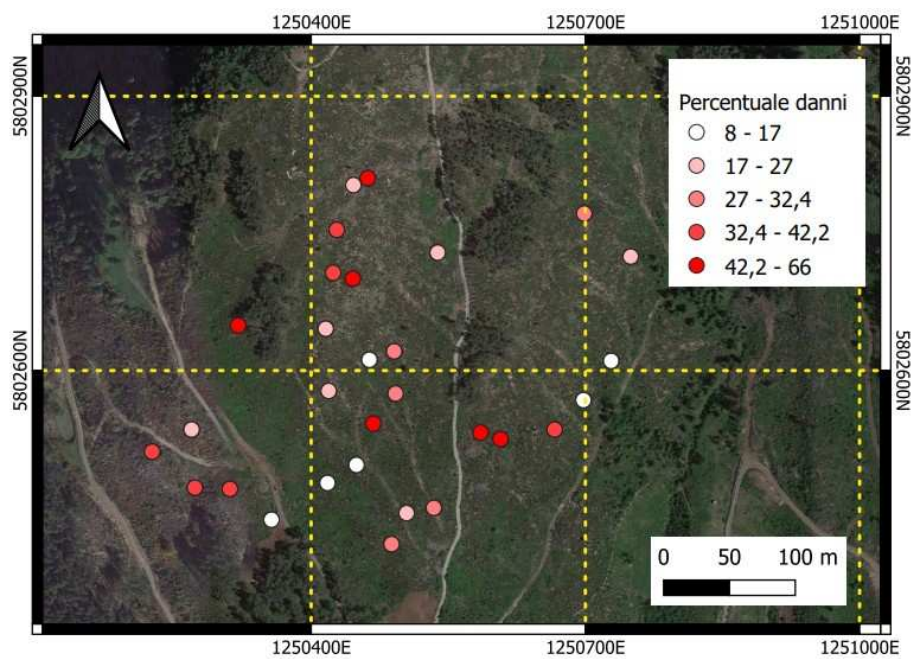 1250400E 1250700E 1251000E
5802900N 5802900N
Percentuale danni
8 - 17
17 - 27
27 - 32,4
32,4 - 42,2
42,2 - 66
5802600N 5802600N
0 50 100 m
1250400E 1250700E 1251000E